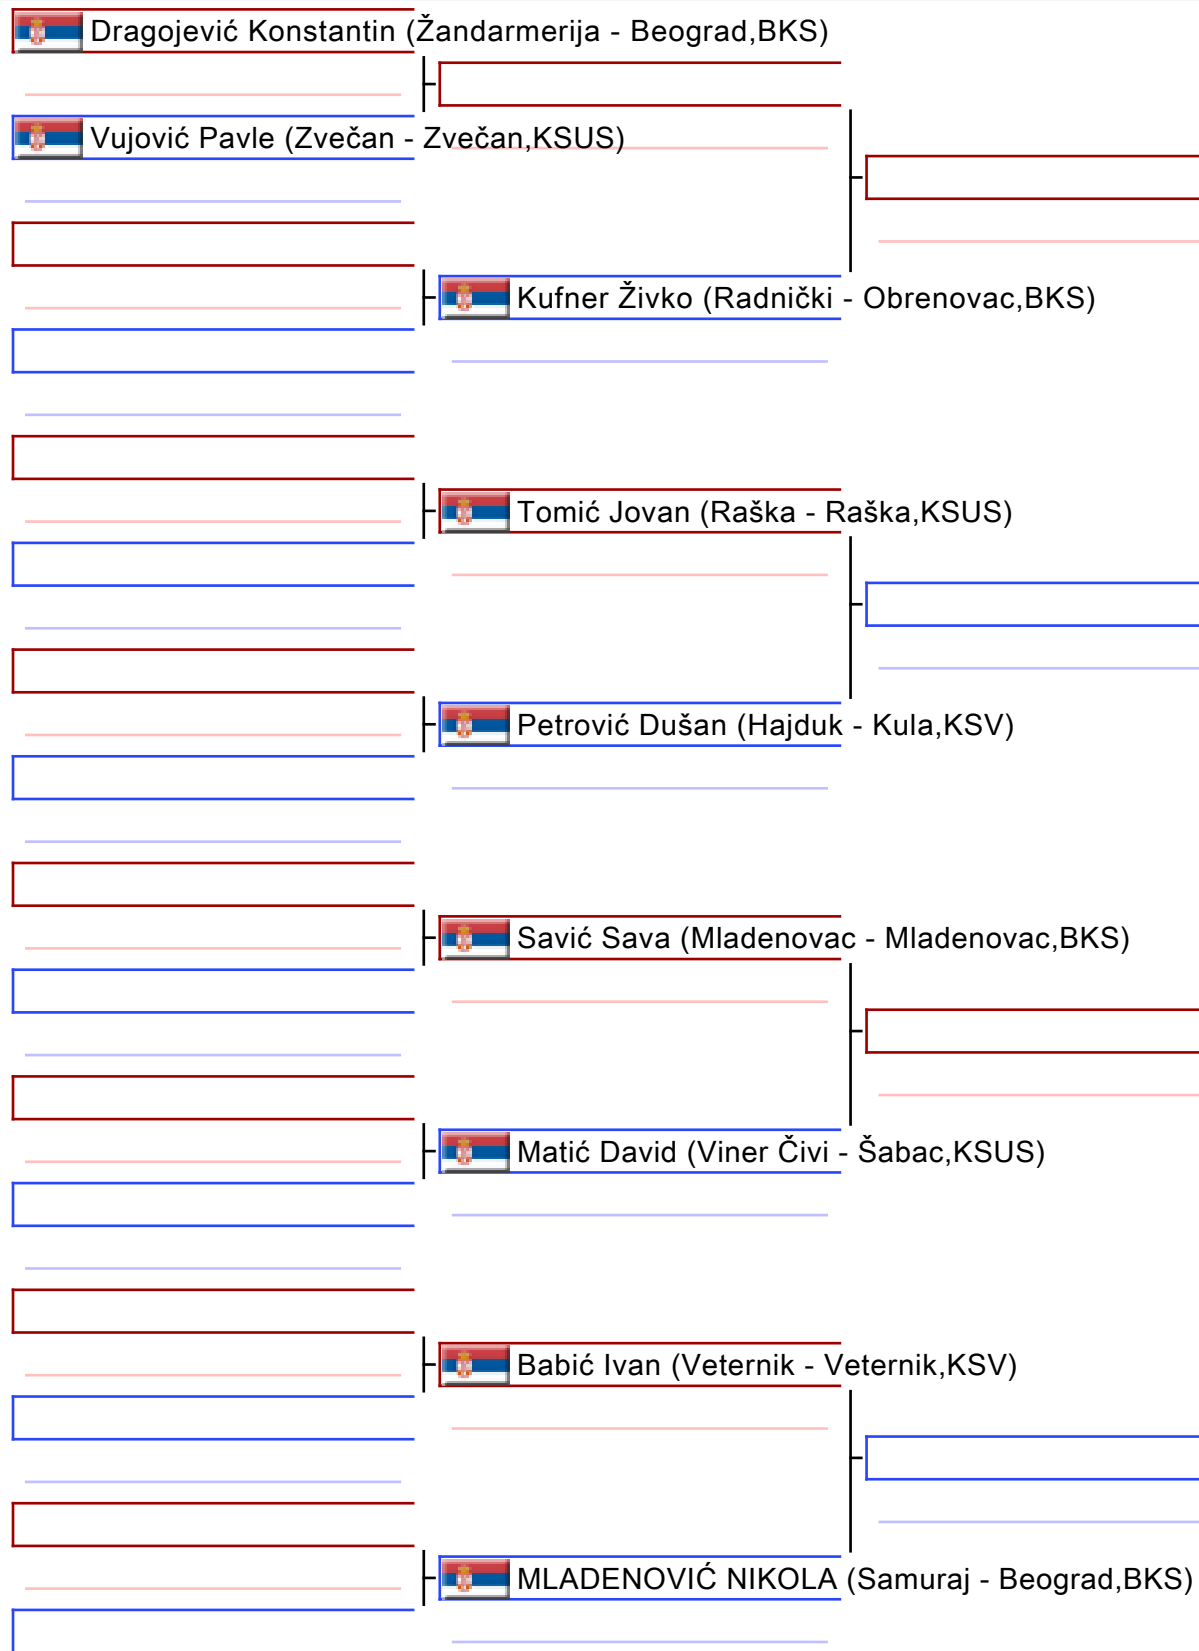 Dragojević Konstantin (Žandarmerija - Beograd,BKS)
Vujović Pavle (Zvečan - Zvečan,KSUS)
Kufner Živko (Radnički - Obrenovac,BKS)
Tomić Jovan (Raška - Raška,KSUS)
Petrović Dušan (Hajduk - Kula,KSV)
Savić Sava (Mladenovac - Mladenovac,BKS)
Matić David (Viner Čivi - Šabac,KSUS)
Babić Ivan (Veternik - Veternik,KSV)
MLADENOVIĆ NIKOLA (Samuraj - Beograd,BKS)